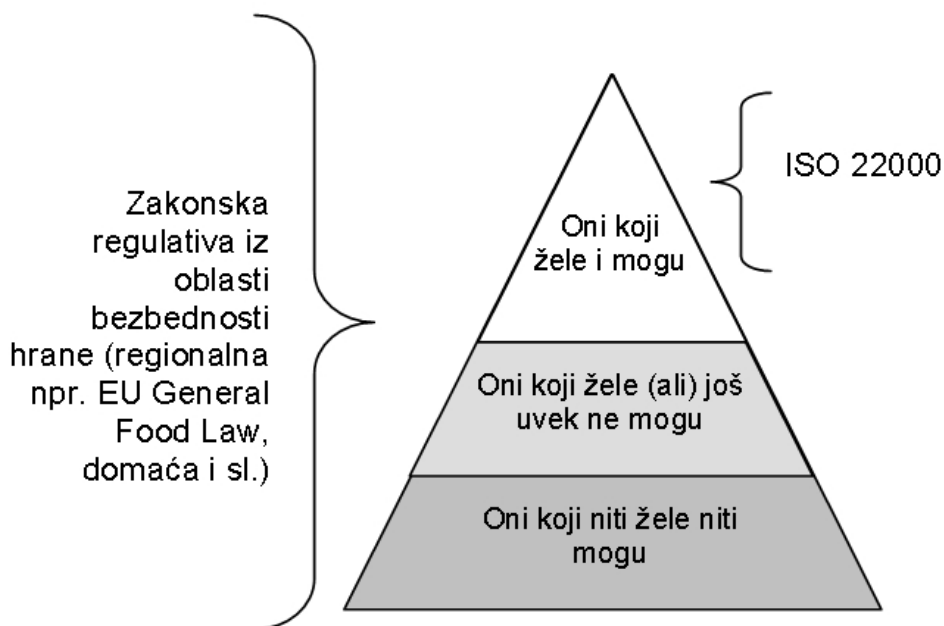 Zakonska
regulativa iz
oblasti
bezbednosti
hrane (regionalna
npr. EU General
Food Law,
domaća i sl.)
Oni koji
žele i mogu
Oni koji žele (ali) još
uvek ne mogu
Oni koji niti žele niti
mogu
ISO 22000